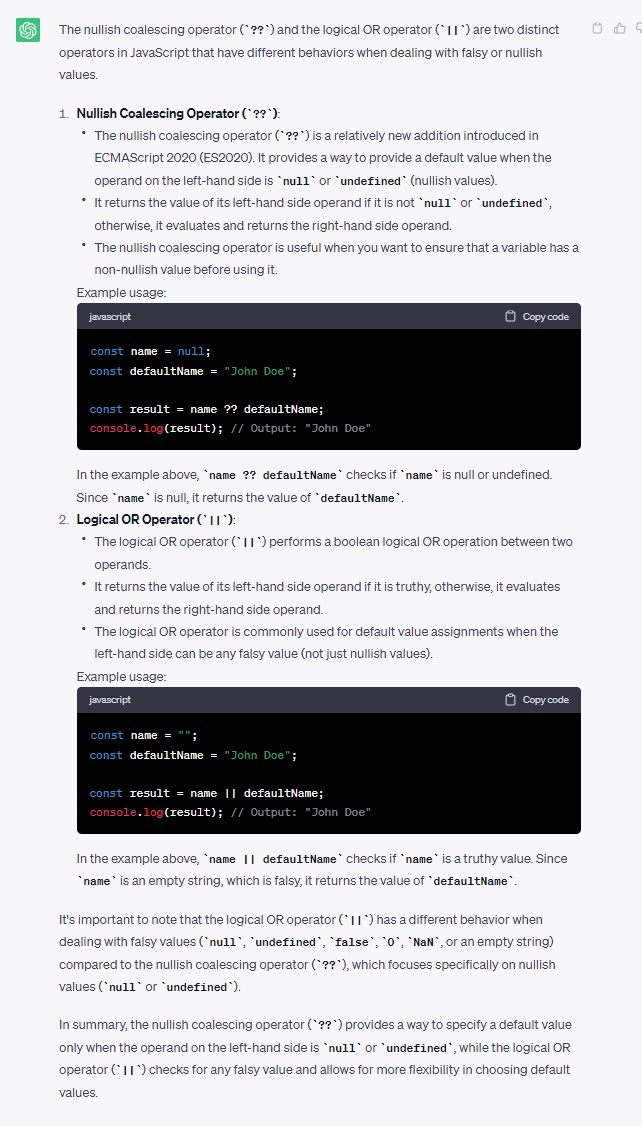 The nullish coalescing operator (`??`) and the logical OR operator (`||`) are two distinct
operators in JavaScript that have different behaviors when dealing with falsy or nullish
values.
1. Nullish Coalescing Operator (`??`):
• The nullish coalescing operator (`??`) is a relatively new addition introduced in
ECMAScript 2020 (ES2020). It provides a way to provide a default value when the
operand on the left-hand side is `null` or `undefined` (nullish values).
• It returns the value of its left-hand side operand if it is not `null` or `undefined`,
otherwise, it evaluates and returns the right-hand side operand.
• The nullish coalescing operator is useful when you want to ensure that a variable has a
non-nullish value before using it.
Example usage:
javascript Copy code
const name = null;
const defaultName = "John Doe";
const result = name ?? defaultName;
console.log(result); // Output: "John Doe"
In the example above, `name ?? defaultName` checks if `name` is null or undefined.
Since `name` is null, it returns the value of `defaultName`.
2. Logical OR Operator (`||`):
• The logical OR operator (`||`) performs a boolean logical OR operation between two
operands.
• It returns the value of its left-hand side operand if it is truthy, otherwise, it evaluates
and returns the right-hand side operand.
• The logical OR operator is commonly used for default value assignments when the
left-hand side can be any falsy value (not just nullish values).
Example usage:
javascript Copy code
const name = "";
const defaultName = "John Doe";
const result = name || defaultName;
console.log(result); // Output: "John Doe"
In the example above, `name || defaultName` checks if `name` is a truthy value. Since
`name` is an empty string, which is falsy, it returns the value of `defaultName`.
It's important to note that the logical OR operator (`||`) has a different behavior when
dealing with falsy values (`null`, `undefined`, `false`, `0`, `NaN`, or an empty string)
compared to the nullish coalescing operator (`??`), which focuses specifically on nullish
values (`null` or `undefined`).
In summary, the nullish coalescing operator (`??`) provides a way to specify a default value
only when the operand on the left-hand side is `null` or `undefined`, while the logical OR
operator (`||`) checks for any falsy value and allows for more flexibility in choosing default
values.